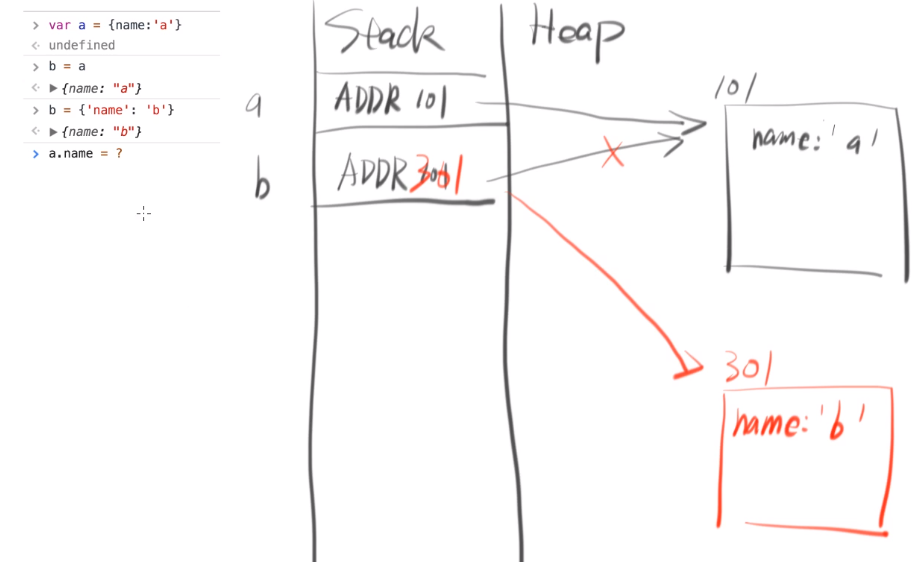 > var a = {name:'a'}
< undefined
> b = a
< ▶ {name: "a"}
> b = {'name': 'b'}
< ▶ {name: "b"}
> a.name = ?
Stack
Heap
a
ADDR 101
101
name: 'a'
b
ADDR 301
301
name: 'b'